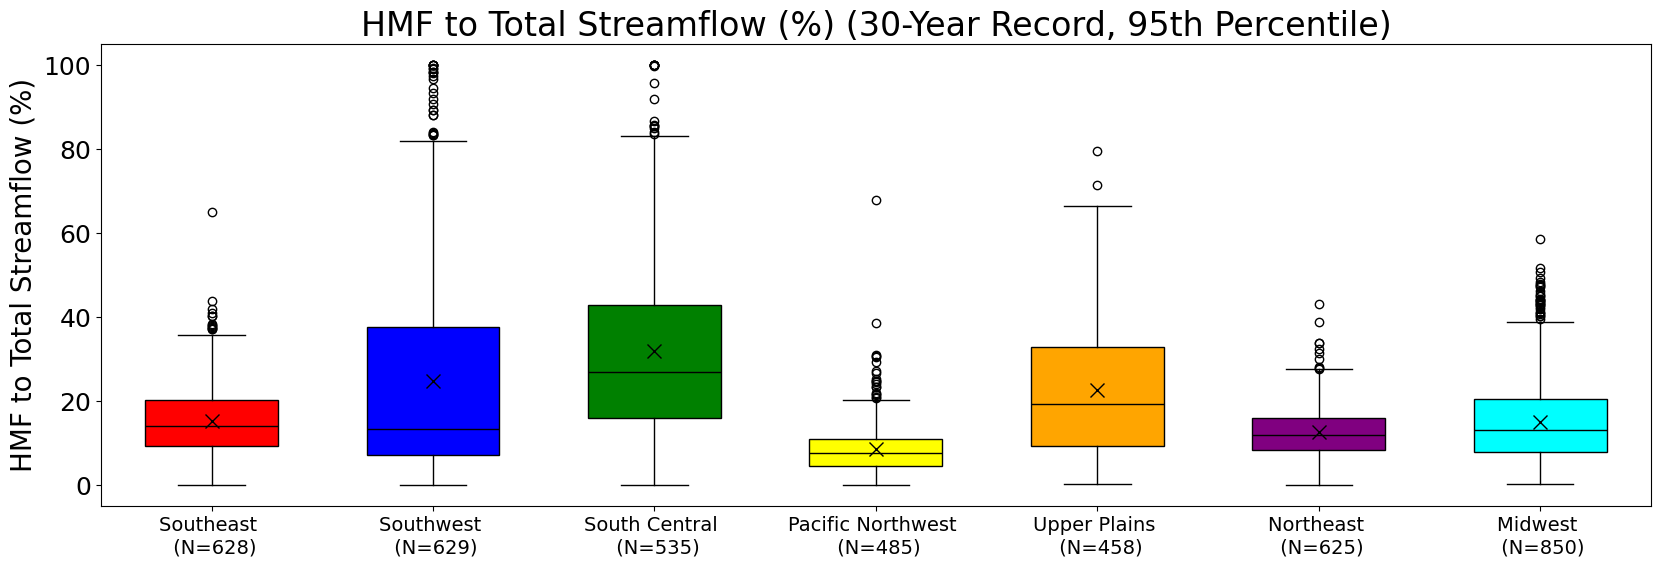 HMF to Total Streamflow (%) (30-Year Record, 95th Percentile)
HMF to Total Streamflow (%)
100
80
60
40
20
0
Southeast
(N=628)
Southwest
(N=629)
South Central
(N=535)
Pacific Northwest
(N=485)
Upper Plains
(N=458)
Northeast
(N=625)
Midwest
(N=850)